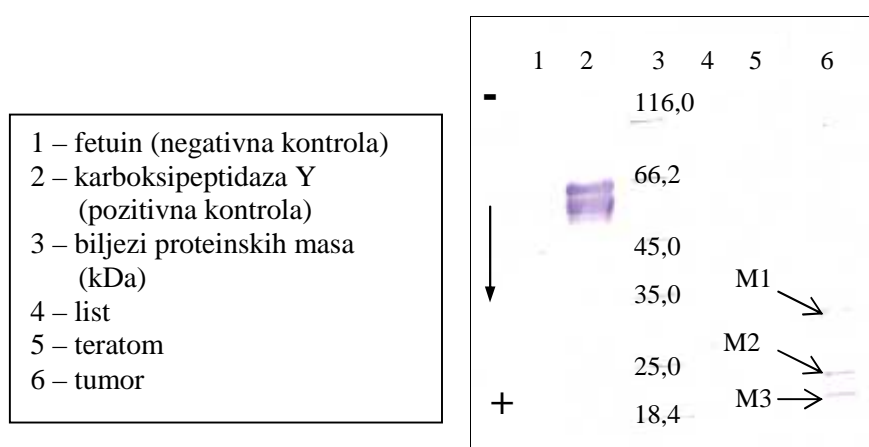 1 – fetuin (negativna kontrola)
2 – karboksipeptidaza Y
(pozitivna kontrola)
3 – biljezi proteinskih masa
(kDa)
4 – list
5 – teratom
6 – tumor
1 2 3 4 5 6
-
116,0
66,2
45,0
35,0
M1
M2
25,0
M3
+
18,4